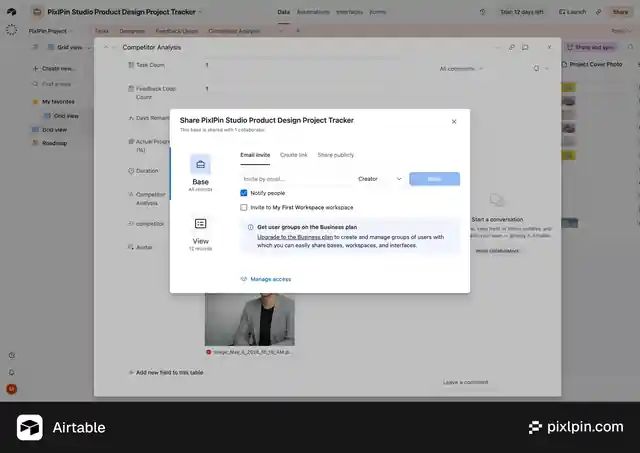 PixlPin Studio Product Design Project Tracker
Data
Automations
Interfaces
Forms
Trial: 12 days left
Launch
Share
PixlPin Project
Tasks
Designers
Feedback/Loops
Competitor Analysis
Grid view
Share and sync
Competitor Analysis
Create new...
Find a view
My favorites
Grid view
Grid view
Roadmap
Task Count
1
Feedback Loop
Count
1
Days Remaini
Actual Progre
(%)
Duration
Competitor
Analysis
competitor
Avatar
All comments
Project Cover Photo
Start a conversation
Share PixlPin Studio Product Design Project Tracker
This base is shared with 1 collaborator.
Base
All records
View
12 records
Email invite
Create link
Share publicly
Invite by email...
Creator
Invite
Notify people
Invite to My First Workspace workspace
Get user groups on the Business plan
Upgrade to the Business plan to create and manage groups of users with
which you can easily share bases, workspaces, and interfaces.
Manage access
Add new field to this table
Leave a comment
Airtable
pixlpin.com